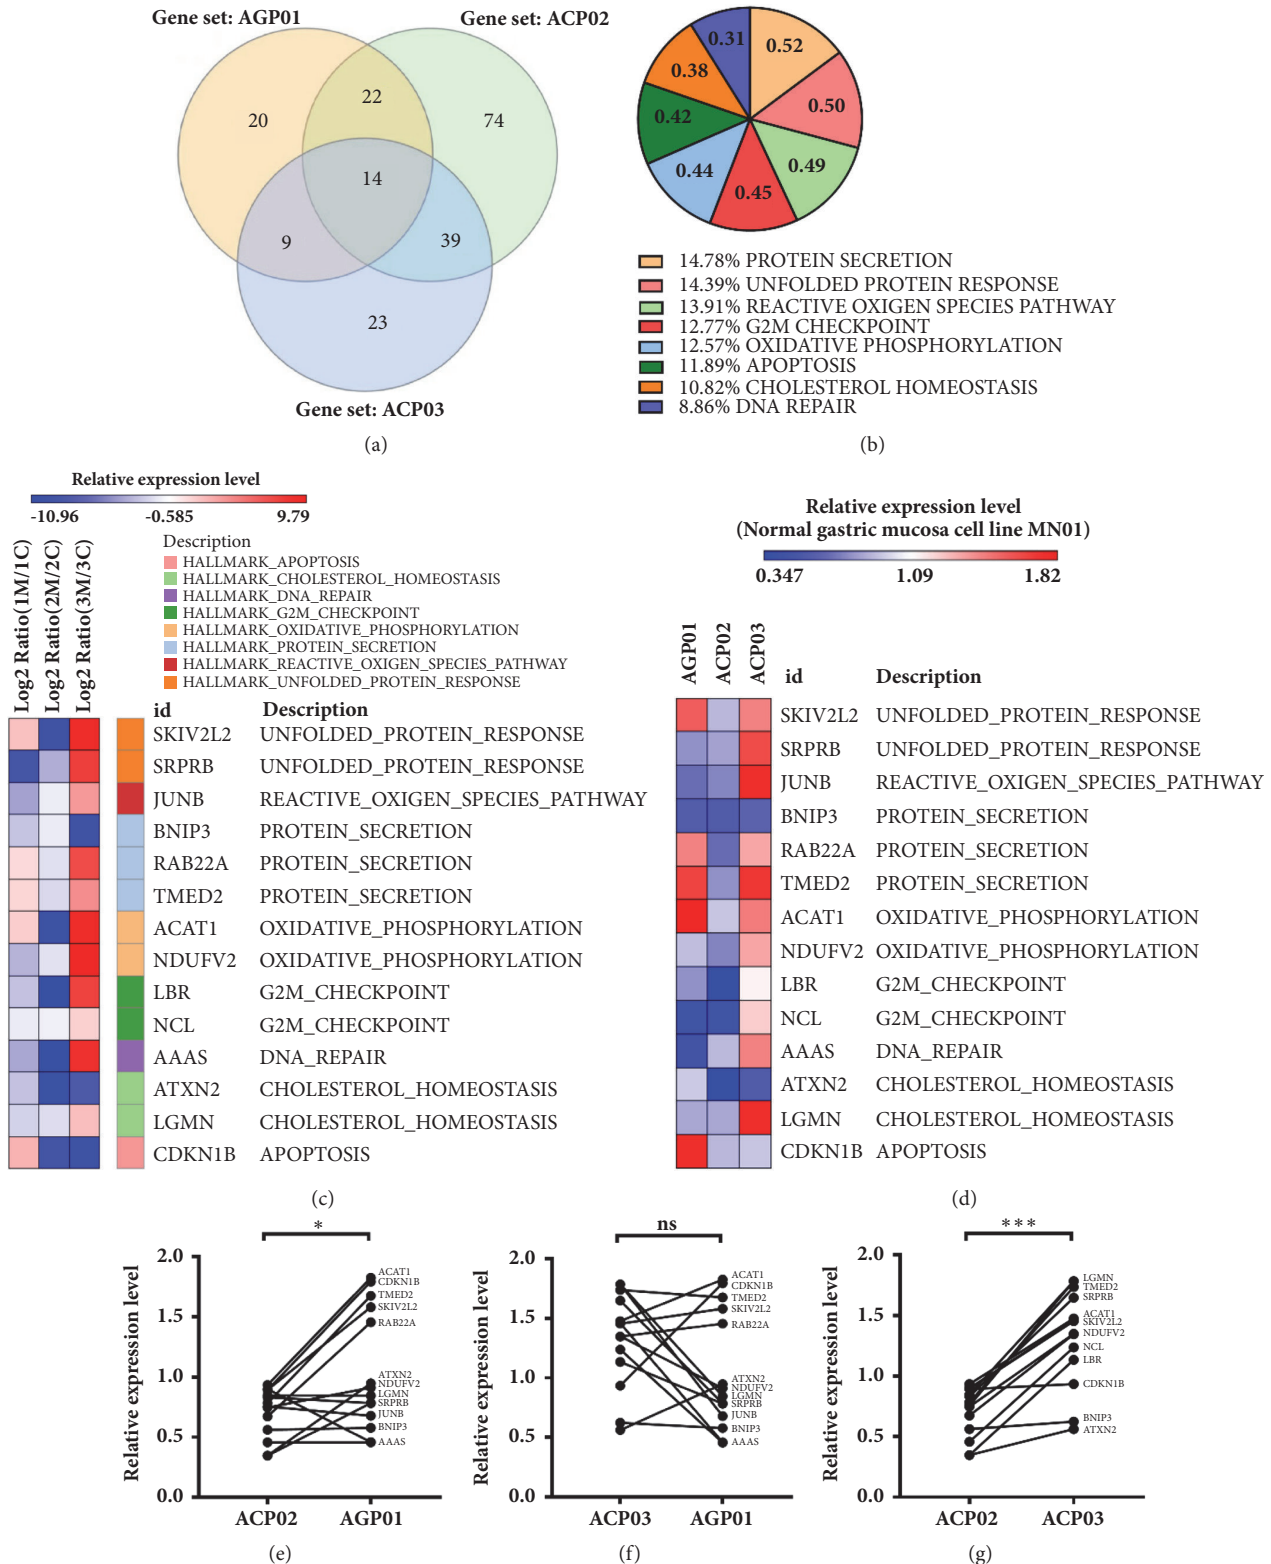 Gene set: AGP01
Gene set: ACP02
20
22
74
14
9
39
23
Gene set: ACP03
(a)
0.31
0.52
0.38
0.50
0.42
0.44
0.45
0.49
14.78% PROTEIN SECRETION
14.39% UNFOLDED PROTEIN RESPONSE
13.91% REACTIVE OXIGEN SPECIES PATHWAY
12.77% G2M CHECKPOINT
12.57% OXIDATIVE PHOSPHORYLATION
11.89% APOPTOSIS
10.82% CHOLESTEROL HOMEOSTASIS
8.86% DNA REPAIR
(b)
Relative expression level
-10.96 -0.585 9.79
Log2 Ratio(1M/1C)
Log2 Ratio(2M/2C)
Log2 Ratio(3M/3C)
Description
HALLMARK_APOPTOSIS
HALLMARK_CHOLESTEROL_HOMEOSTASIS
HALLMARK_DNA_REPAIR
HALLMARK_G2M_CHECKPOINT
HALLMARK_OXIDATIVE_PHOSPHORYLATION
HALLMARK_PROTEIN_SECRETION
HALLMARK_REACTIVE_OXIGEN_SPECIES_PATHWAY
HALLMARK_UNFOLDED_PROTEIN_RESPONSE
id Description
SKIV2L2 UNFOLDED_PROTEIN_RESPONSE
SRPRB UNFOLDED_PROTEIN_RESPONSE
JUNB REACTIVE_OXIGEN_SPECIES_PATHWAY
BNIP3 PROTEIN_SECRETION
RAB22A PROTEIN_SECRETION
TMED2 PROTEIN_SECRETION
ACAT1 OXIDATIVE_PHOSPHORYLATION
NDUFV2 OXIDATIVE_PHOSPHORYLATION
LBR G2M_CHECKPOINT
NCL G2M_CHECKPOINT
AAAS DNA_REPAIR
ATXN2 CHOLESTEROL_HOMEOSTASIS
LGMN CHOLESTEROL_HOMEOSTASIS
CDKN1B APOPTOSIS
(c)
Relative expression level
(Normal gastric mucosa cell line MN01)
0.347 1.09 1.82
AGP01
ACP02
ACP03
id Description
SKIV2L2 UNFOLDED_PROTEIN_RESPONSE
SRPRB UNFOLDED_PROTEIN_RESPONSE
JUNB REACTIVE_OXIGEN_SPECIES_PATHWAY
BNIP3 PROTEIN_SECRETION
RAB22A PROTEIN_SECRETION
TMED2 PROTEIN_SECRETION
ACAT1 OXIDATIVE_PHOSPHORYLATION
NDUFV2 OXIDATIVE_PHOSPHORYLATION
LBR G2M_CHECKPOINT
NCL G2M_CHECKPOINT
AAAS DNA_REPAIR
ATXN2 CHOLESTEROL_HOMEOSTASIS
LGMN CHOLESTEROL_HOMEOSTASIS
CDKN1B APOPTOSIS
(d)
*
Relative expression level
2.0
1.5
1.0
0.5
0.0
ACAT1
CDKN1B
TMED2
SKIV2L2
RAB22A
ATXN2
NDUFV2
LGMN
SRPRB
JUNB
BNIP3
AAAS
ACP02 AGP01
(e)
ns
Relative expression level
2.0
1.5
1.0
0.5
0.0
ACAT1
CDKN1B
TMED2
SKIV2L2
RAB22A
ATXN2
NDUFV2
LGMN
SRPRB
JUNB
BNIP3
AAAS
ACP03 AGP01
(f)
***
Relative expression level
2.0
1.5
1.0
0.5
0.0
LGMN
TMED2
SRPRB
ACAT1
SKIV2L2
NDUFV2
NCL
LBR
CDKN1B
BNIP3
ATXN2
ACP02 ACP03
(g)